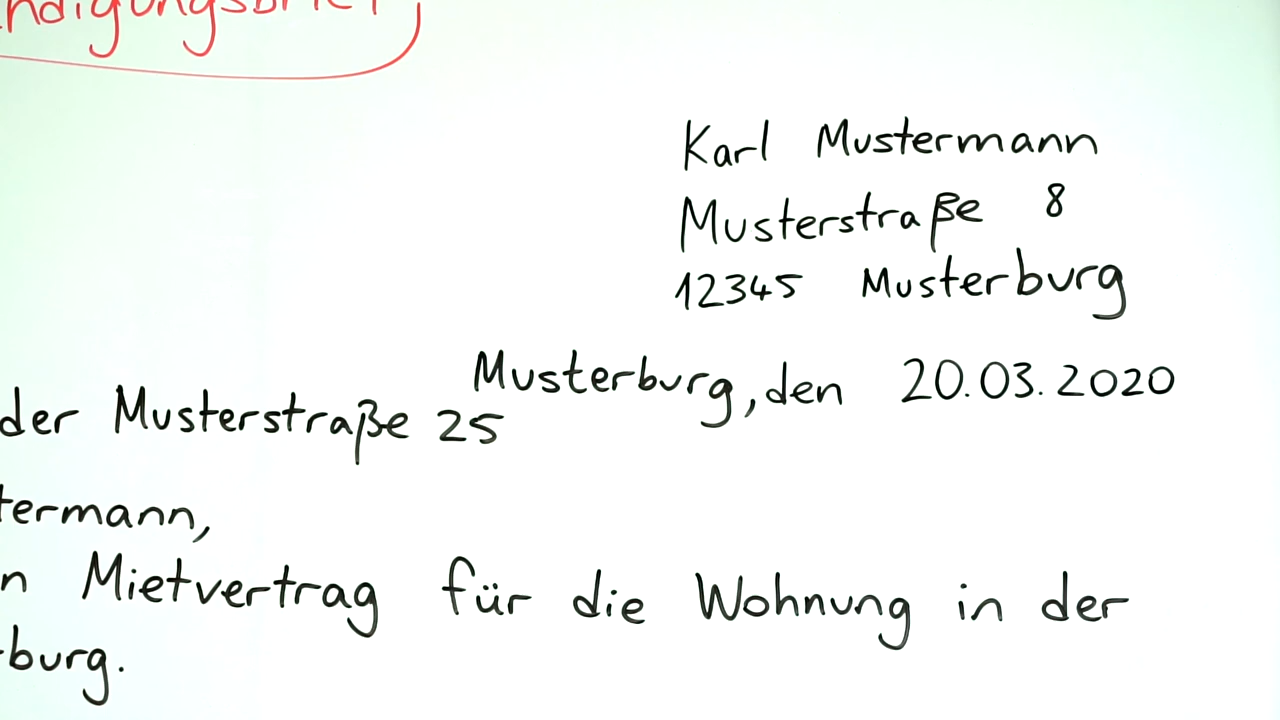 ndigungsbrief
Karl Mustermann
Musterstraße 8
12345 Musterburg
Musterburg, den 20.03.2020
der Musterstraße 25
termann,
n Mietvertrag für die Wohnung in der
burg.